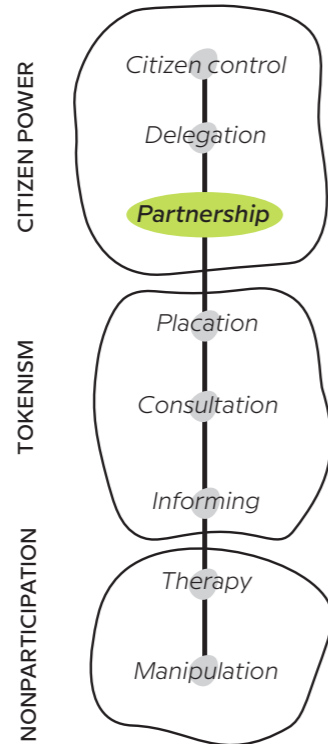 CITIZEN POWER
Citizen control
Delegation
Partnership
TOKENISM
Placation
Consultation
Informing
NONPARTICIPATION
Therapy
Manipulation